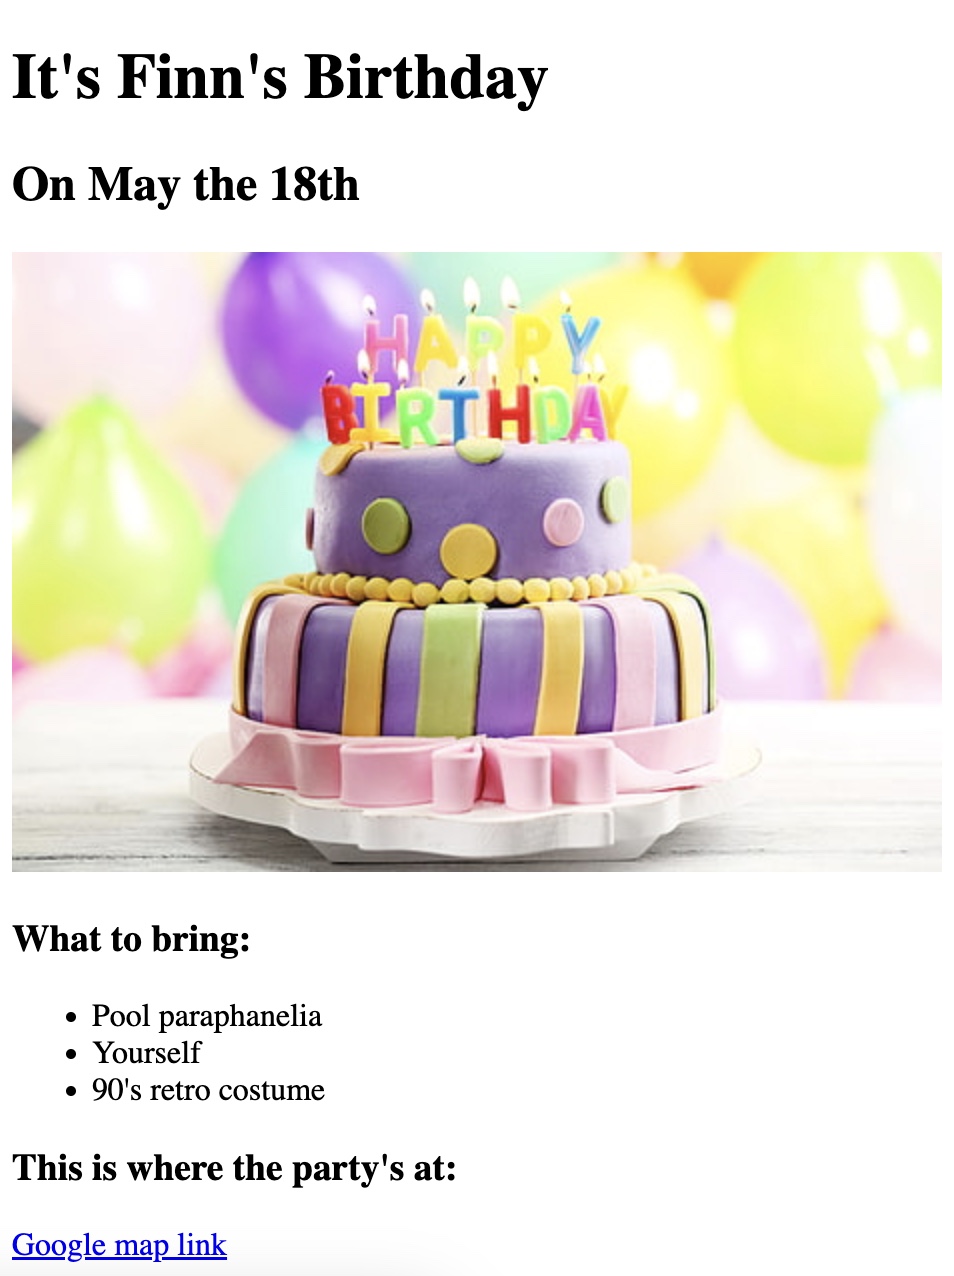 It's Finn's Birthday
On May the 18th
HAPPY
BIRTHDAY
What to bring:
Pool paraphanelia
Yourself
90's retro costume
This is where the party's at:
Google map link